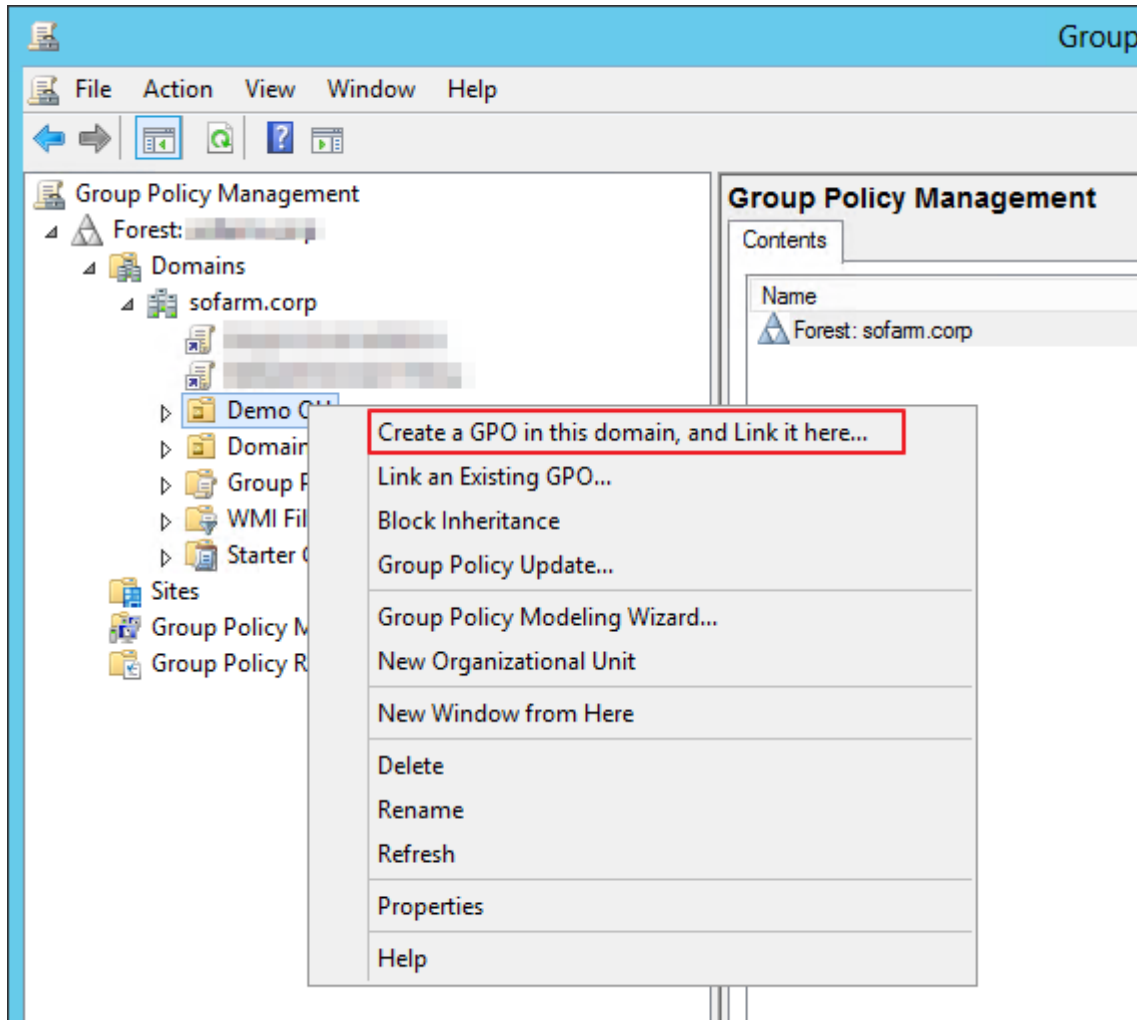 Group
File Action View Window Help
Group Policy Management
Forest:
Domains
sofarm.corp
Demo
Domain
Group P
WMI Fil
Starter
Sites
Group Policy M
Group Policy R
Group Policy Management
Contents
Name
Forest: sofarm.corp
Create a GPO in this domain, and Link it here...
Link an Existing GPO...
Block Inheritance
Group Policy Update...
Group Policy Modeling Wizard...
New Organizational Unit
New Window from Here
Delete
Rename
Refresh
Properties
Help